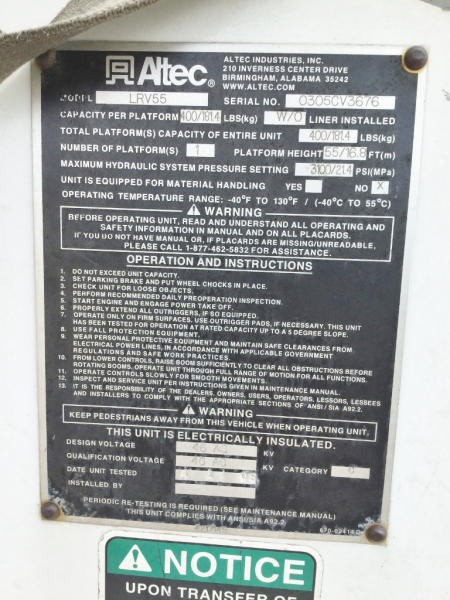 Altec®
ALTEC INDUSTRIES, INC.
210 INVERNESS CENTER DRIVE
BIRMINGHAM, ALABAMA 35242
WWW.ALTEC.COM
MODEL LRV55 SERIAL NO. 0305CV3676
CAPACITY PER PLATFORM 400/181.4 LBS(kg) W/O LINER INSTALLED
TOTAL PLATFORM(S) CAPACITY OF ENTIRE UNIT 400/181.4 LBS(kg)
NUMBER OF PLATFORM(S) 1 PLATFORM HEIGHT 55/16.8 FT(m)
MAXIMUM HYDRAULIC SYSTEM PRESSURE SETTING 3100/21.4 PSI(MPa)
UNIT IS EQUIPPED FOR MATERIAL HANDLING YES NO X
OPERATING TEMPERATURE RANGE: -40°F TO 130°F / (-40°C TO 55°C)
WARNING
BEFORE OPERATING UNIT, READ AND UNDERSTAND ALL OPERATING AND
SAFETY INFORMATION IN MANUAL AND ON ALL PLACARDS.
IF YOU DO NOT HAVE MANUAL OR, IF PLACARDS ARE MISSING/UNREADABLE,
PLEASE CALL 1-877-462-5832 FOR ASSISTANCE.
OPERATION AND INSTRUCTIONS
1. DO NOT EXCEED UNIT CAPACITY.
2. SET PARKING BRAKE AND PUT WHEEL CHOCKS IN PLACE.
3. CHECK UNIT FOR LOOSE OBJECTS.
4. PERFORM RECOMMENDED DAILY PREOPERATION INSPECTION.
5. START ENGINE AND ENGAGE POWER TAKE OFF.
6. PROPERLY EXTEND ALL OUTRIGGERS, IF SO EQUIPPED.
7. OPERATE ONLY ON FIRM SURFACES. USE OUTRIGGER PADS, IF NECESSARY. THIS UNIT
HAS BEEN TESTED FOR OPERATION AT RATED CAPACITY UP TO A 5 DEGREE SLOPE.
8. USE FALL PROTECTION EQUIPMENT.
9. WEAR PERSONAL PROTECTIVE EQUIPMENT AND MAINTAIN SAFE CLEARANCES FROM
ELECTRICAL POWER LINES, IN ACCORDANCE WITH APPLICABLE GOVERNMENT
REGULATIONS AND SAFE WORK PRACTICES.
10. FROM LOWER CONTROLS, RAISE BOOM SUFFICIENTLY TO CLEAR ALL OBSTRUCTIONS BEFORE
ROTATING BOOMS. OPERATE UNIT THROUGH FULL RANGE OF MOTION FOR ALL FUNCTIONS.
11. OPERATE CONTROLS SLOWLY FOR SMOOTH MOVEMENTS.
12. INSPECT AND SERVICE UNIT PER INSTRUCTIONS GIVEN IN MAINTENANCE MANUAL.
13. IT IS THE RESPONSIBILITY OF THE DEALERS, OWNERS, USERS, OPERATORS, LESSORS, LESSEES
AND INSTALLERS TO COMPLY WITH THE APPROPRIATE SECTIONS OF ANSI / SIA A92.2.
WARNING
KEEP PEDESTRIANS AWAY FROM THIS VEHICLE WHEN OPERATING UNIT.
THIS UNIT IS ELECTRICALLY INSULATED.
DESIGN VOLTAGE 46 KV
QUALIFICATION VOLTAGE 46 KV CATEGORY C
DATE UNIT TESTED
INSTALLED BY
PERIODIC RE-TESTING IS REQUIRED (SEE MAINTENANCE MANUAL)
THIS UNIT COMPLIES WITH ANSI/SIA A92.2.
NOTICE
UPON TRANSFER OF